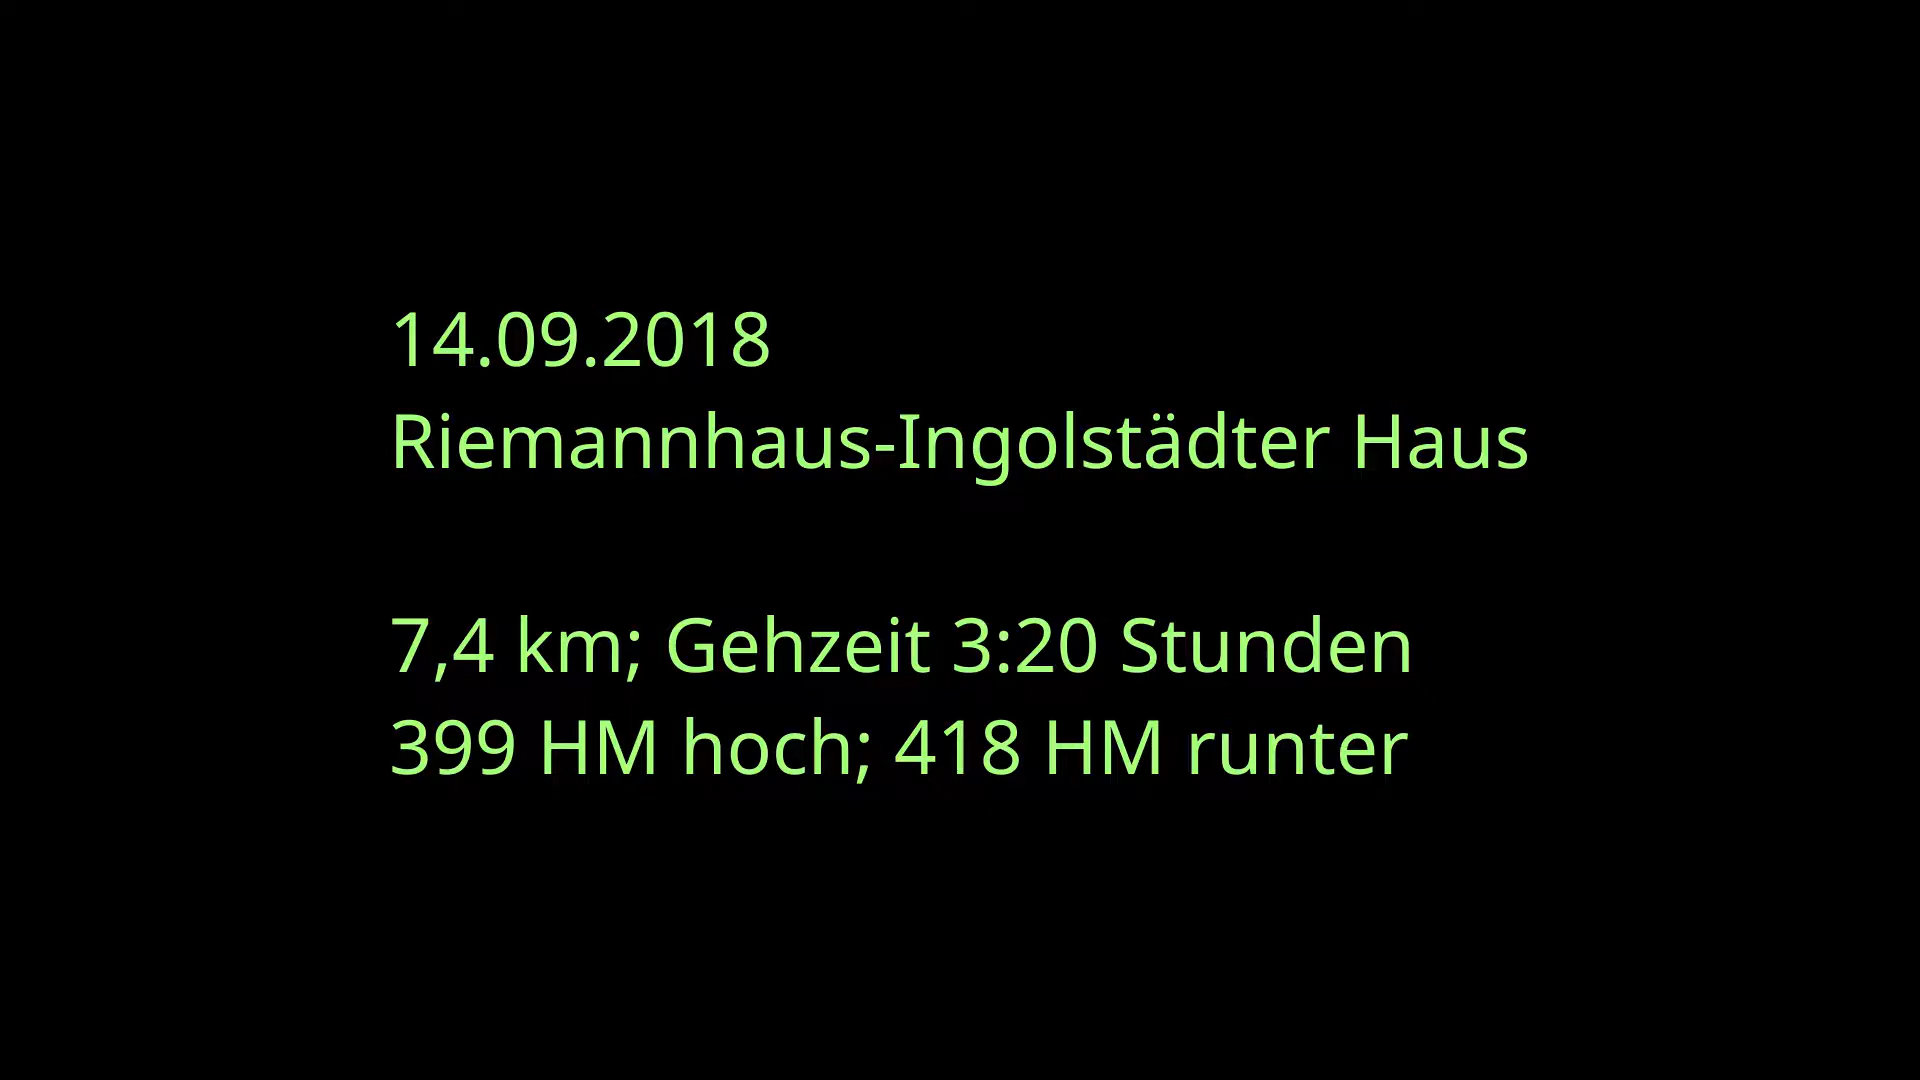 14.09.2018
Riemannhaus-Ingolstädter Haus
7,4 km; Gehzeit 3:20 Stunden
399 HM hoch; 418 HM runter